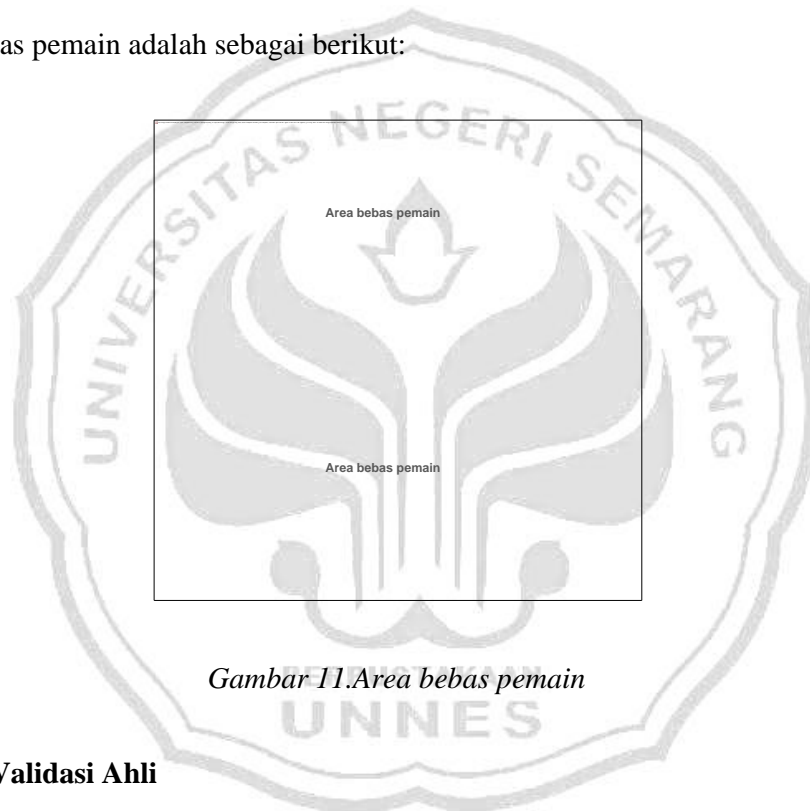 as pemain adalah sebagai berikut:
UNIVERSITAS NEGERI SEMARANG
Area bebas pemain
Area bebas pemain
Gambar 11.Area bebas pemain
PERPUSTAKAAN
UNNES
Validasi Ahli